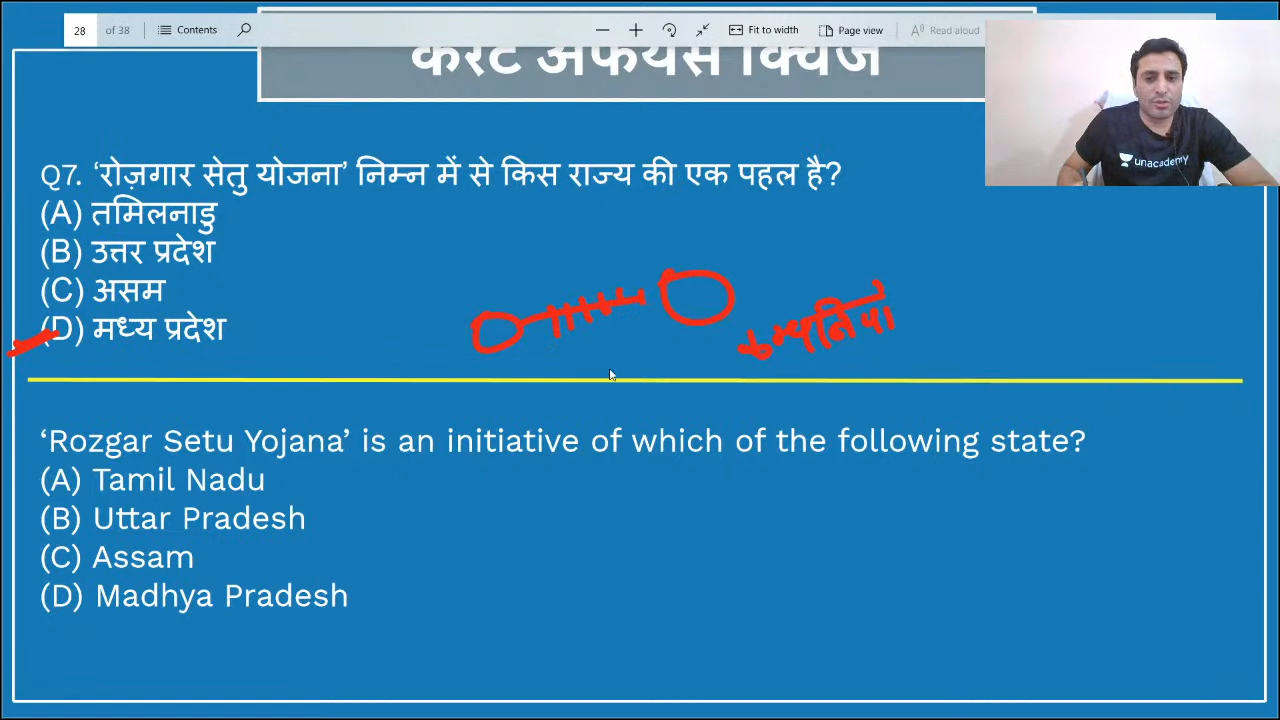 28 of 38 Contents Fit to width Page view Read aloud
करेंट अफेयर्स क्विज
unacademy
Q7. ‘रोज़गार सेतु योजना’ निम्न में से किस राज्य की एक पहल है?
(A) तमिलनाडु
(B) उत्तर प्रदेश
(C) असम
(D) मध्य प्रदेश
कम्पनियो
‘Rozgar Setu Yojana’ is an initiative of which of the following state?
(A) Tamil Nadu
(B) Uttar Pradesh
(C) Assam
(D) Madhya Pradesh